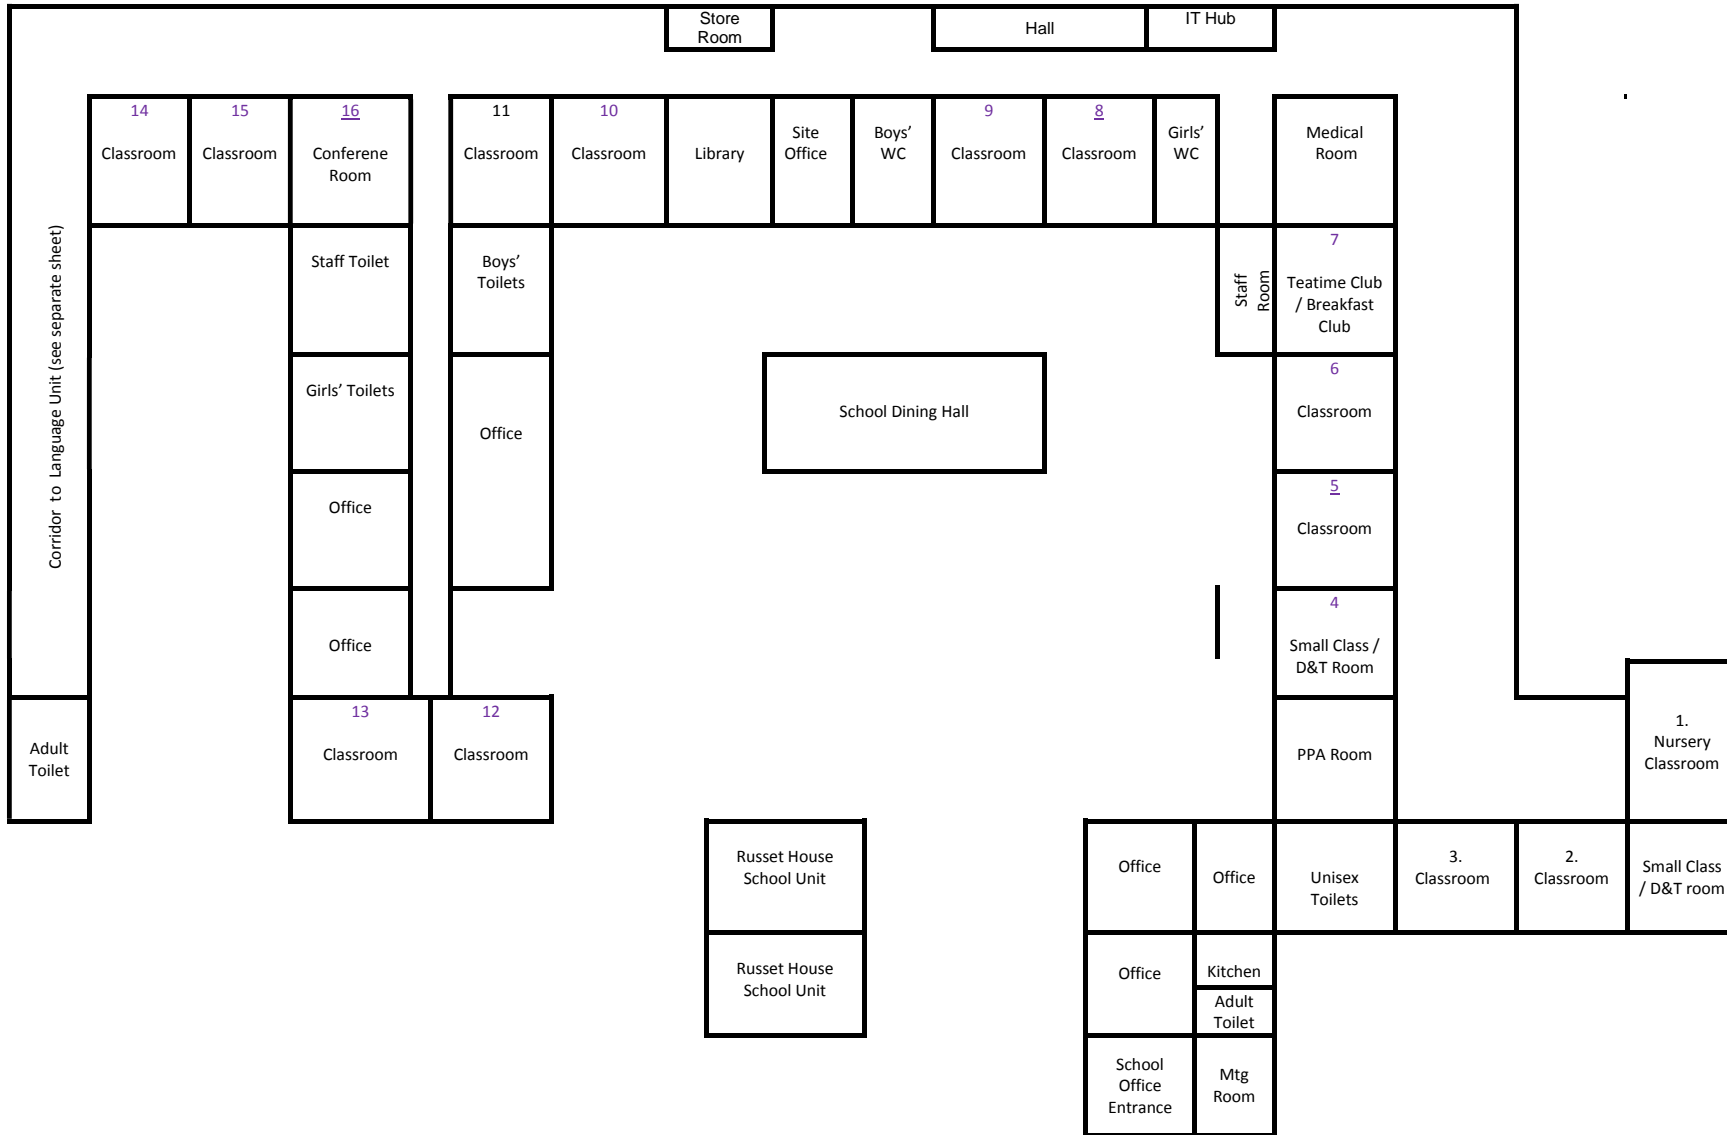 Store
Room
Hall
IT Hub
14
Classroom
15
Classroom
16
Conferene
Room
11
Classroom
10
Classroom
Library
Site
Office
Boys’
WC
9
Classroom
8
Classroom
Girls’
WC
Medical
Room
Corridor to Language Unit (see separate sheet)
Staff Toilet
Boys’
Toilets
Staff
Room
7
Teatime Club
/ Breakfast
Club
Girls’ Toilets
Office
School Dining Hall
6
Classroom
Office
5
Classroom
Office
4
Small Class /
D&T Room
Adult
Toilet
13
Classroom
12
Classroom
PPA Room
1.
Nursery
Classroom
Russet House
School Unit
Office
Office
Unisex
Toilets
3.
Classroom
2.
Classroom
Small Class
/ D&T room
Russet House
School Unit
Office
Kitchen
Adult
Toilet
School
Office
Entrance
Mtg
Room